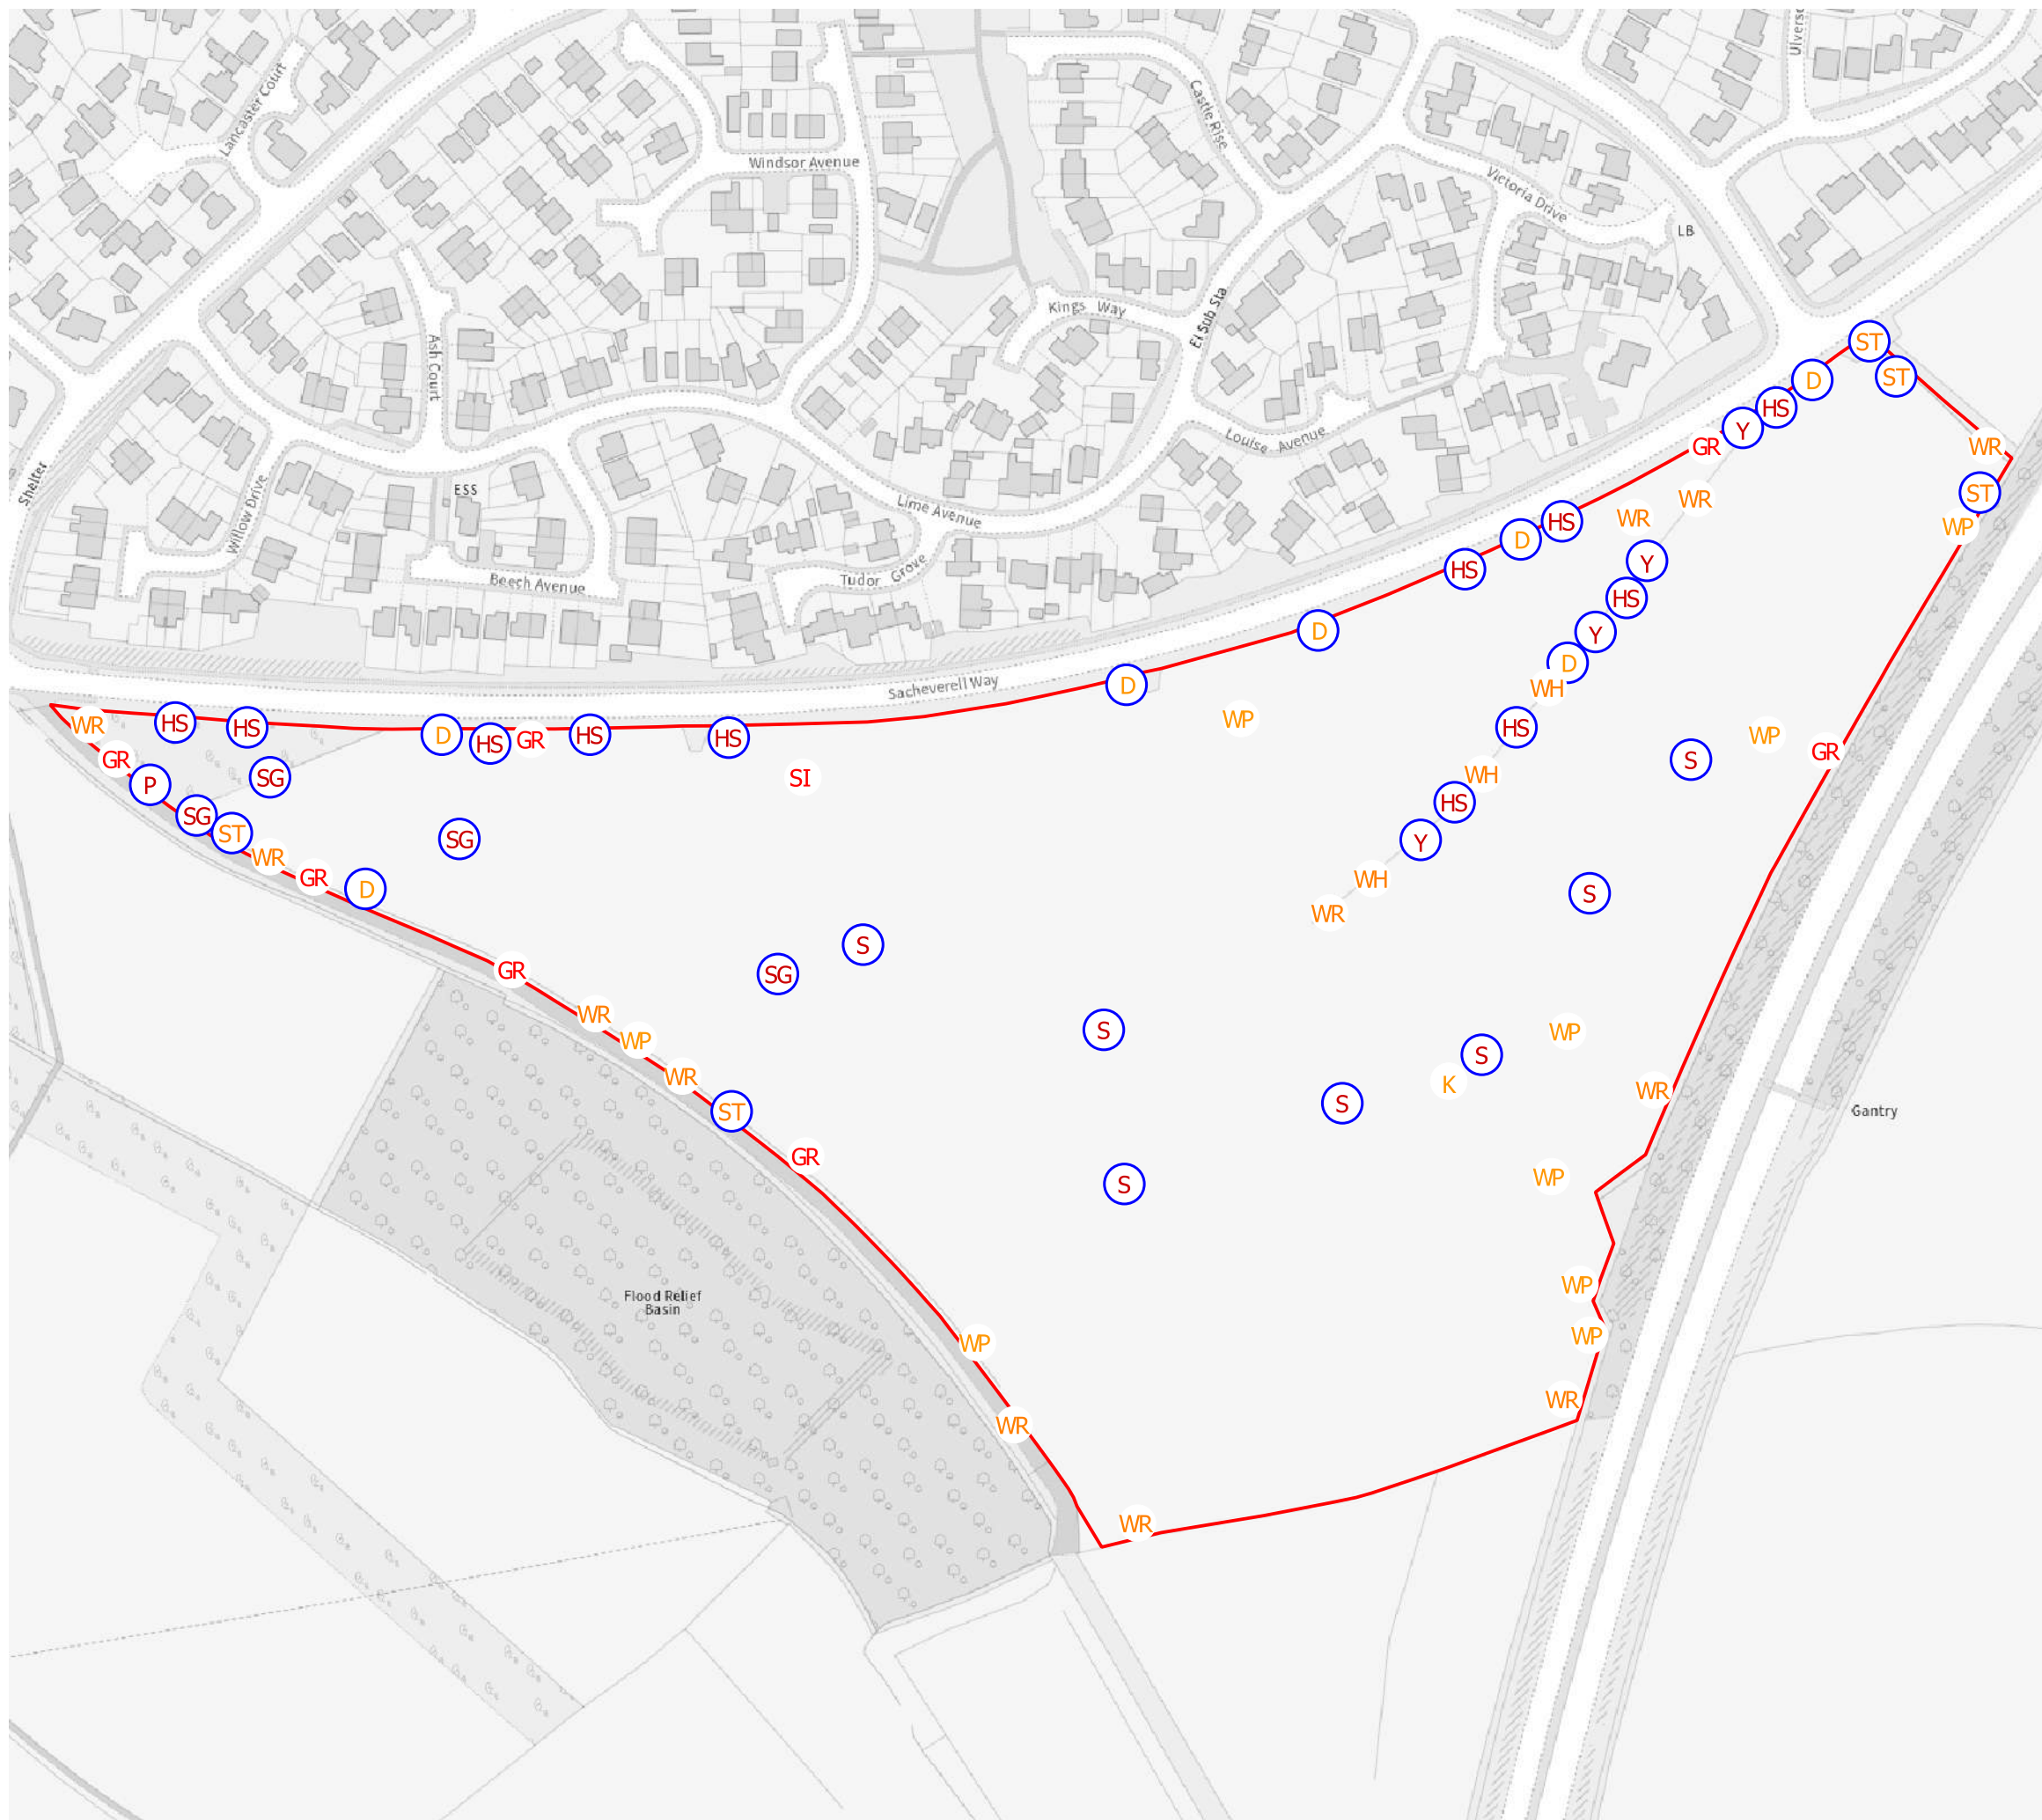 Ulverso
Lancaster Court
Castle Rise
Windsor Avenue
Victoria Drive
LB
Kings Way
El Sub Sta
Ash Court
ST
ST
D
HS
Y
Louise Avenue
GR
WR
Shelter
ESS
Willow Drive
Lime Avenue
ST
WR
WR
WP
HS
D
HS
Beech Avenue
Tudor Grove
Y
HS
D
Y
D
Sacheverell Way
D
WH
WR
HS
HS
D
HS
GR
HS
HS
WP
HS
WP
GR
GR
P
SG
SI
WH
S
SG
ST
HS
WR
SG
Y
GR
D
WH
S
WR
GR
SG
S
WR
WP
S
WP
WR
S
K
WR
ST
S
Gantry
GR
S
WP
WP
Flood Relief
Basin
WP
WP
WR
WR
WR